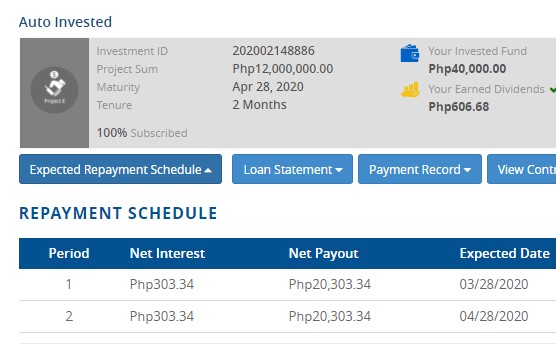 Auto Invested
Investment ID 202002148886
Project Sum Php12,000,000.00
Maturity Apr 28, 2020
Tenure 2 Months
100% Subscribed
Your Invested Fund
Php40,000.00
Your Earned Dividends
Php606.68
Project E
Expected Repayment Schedule Loan Statement Payment Record View Contr
REPAYMENT SCHEDULE
Period Net Interest Net Payout Expected Date
1 Php303.34 Php20,303.34 03/28/2020
2 Php303.34 Php20,303.34 04/28/2020